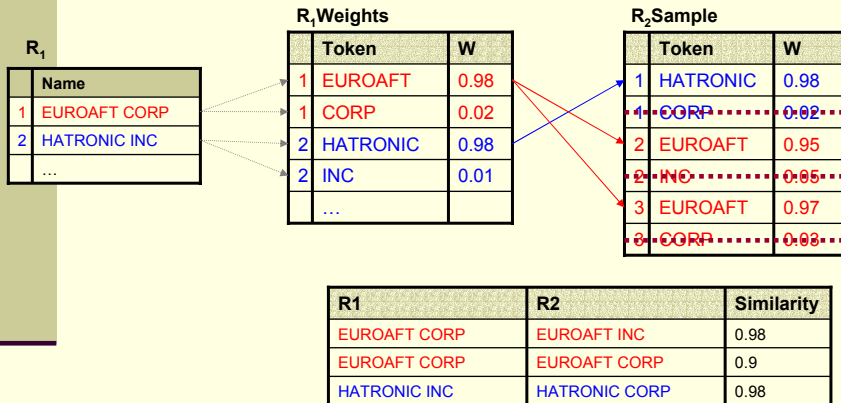 R1
Name
1 EUROAFT CORP
2 HATRONIC INC
…
R1Weights
Token W
1 EUROAFT 0.98
1 CORP 0.02
2 HATRONIC 0.98
2 INC 0.01
…
R2Sample
Token W
1 HATRONIC 0.98
1 CORP 0.02
2 EUROAFT 0.95
2 INC 0.05
3 EUROAFT 0.97
3 CORP 0.03
R1 R2 Similarity
EUROAFT CORP EUROAFT INC 0.98
EUROAFT CORP EUROAFT CORP 0.9
HATRONIC INC HATRONIC CORP 0.98